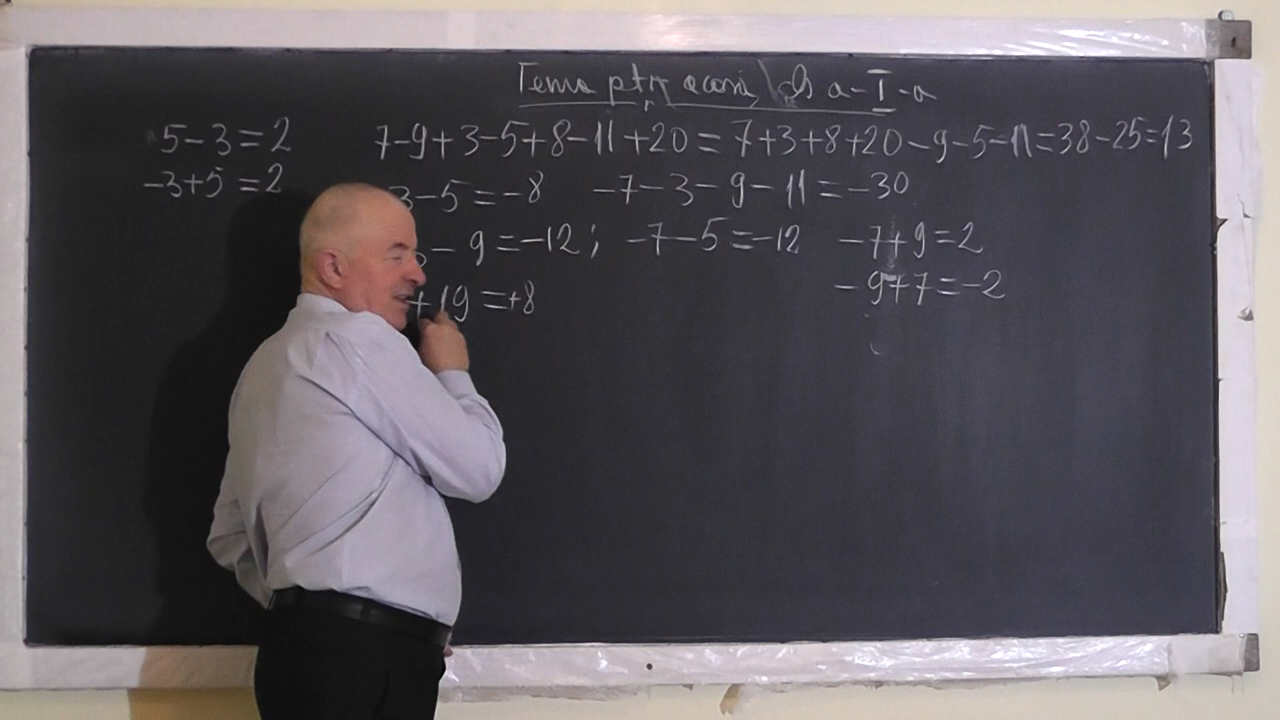 Tema ptr acasă, cls a-I-a
5-3=2 7-9+3-5+8-11+20=7+3+8+20-9-5-11=38-25=13
-3+5=2 3-5=-8 -7-3-9-11=-30
-9=-12; -7-5=-12 -7+9=2
+19=+8 -9+7=-2